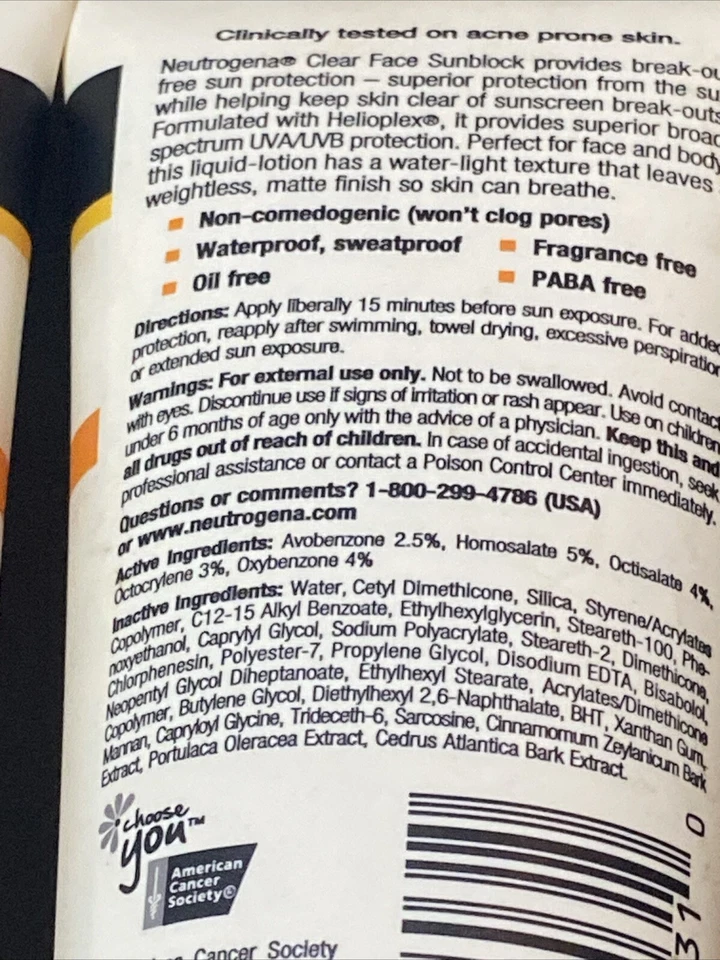 Clinically tested on acne prone skin.
Neutrogena® Clear Face Sunblock provides break-ou
free sun protection — superior protection from the su
while helping keep skin clear of sunscreen break-outs
Formulated with Helioplex®, it provides superior broad
spectrum UVA/UVB protection. Perfect for face and body
this liquid-lotion has a water-light texture that leaves
weightless, matte finish so skin can breathe.
Non-comedogenic (won't clog pores)
Waterproof, sweatproof Fragrance free
Oil free PABA free
Directions: Apply liberally 15 minutes before sun exposure. For added
protection, reapply after swimming, towel drying, excessive perspiration
or extended sun exposure.
Warnings: For external use only. Not to be swallowed. Avoid contact
with eyes. Discontinue use if signs of irritation or rash appear. Use on children
under 6 months of age only with the advice of a physician. Keep this and
all drugs out of reach of children. In case of accidental ingestion, seek
professional assistance or contact a Poison Control Center immediately.
Questions or comments? 1-800-299-4786 (USA)
or www.neutrogena.com
Active Ingredients: Avobenzone 2.5%, Homosalate 5%, Octisalate 4%,
Octocrylene 3%, Oxybenzone 4%
Inactive Ingredients: Water, Cetyl Dimethicone, Silica, Styrene/Acrylates
Copolymer, C12-15 Alkyl Benzoate, Ethylhexylglycerin, Steareth-100, Phe-
noxyethanol, Caprylyl Glycol, Sodium Polyacrylate, Steareth-2, Dimethicone,
Chlorphenesin, Polyester-7, Propylene Glycol, Disodium EDTA, Bisabolol,
Neopentyl Glycol Diheptanoate, Ethylhexyl Stearate, Acrylates/Dimethicone
Copolymer, Butylene Glycol, Diethylhexyl 2,6-Naphthalate, BHT, Xanthan Gum,
Mannan, Capryloyl Glycine, Trideceth-6, Sarcosine, Cinnamomum Zeylanicum Bark
Extract, Portulaca Oleracea Extract, Cedrus Atlantica Bark Extract.
choose
you™
American
Cancer
Society®
Cancer Society
0
31